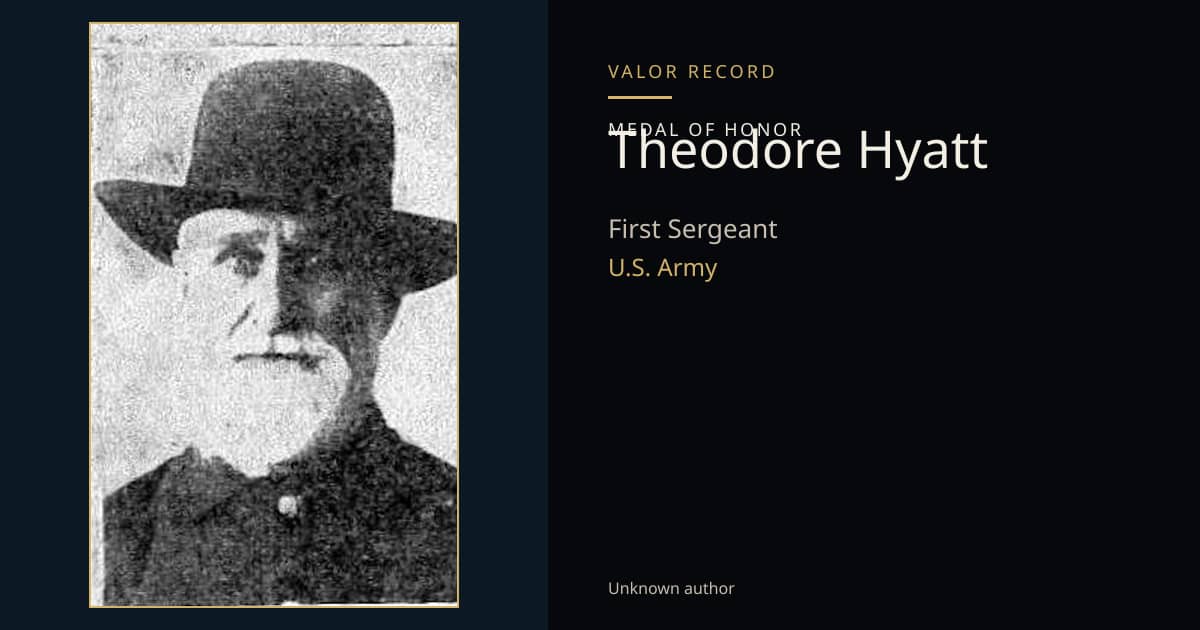 VALOR RECORD
MEDAL OF HONOR
Theodore Hyatt
First Sergeant
U.S. Army
Unknown author